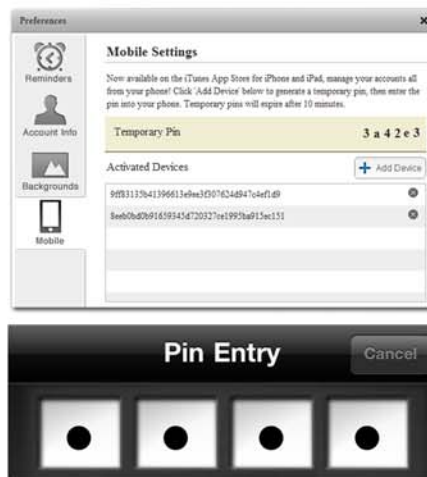 Preferences
Mobile Settings
Reminders
Now available on the iTunes App Store for iPhone and iPad, manage your accounts all
from your phone! Click 'Add Device' below to generate a temporary pin, then enter the
pin into your phone. Temporary pins will expire after 10 minutes.
Account Info
Temporary Pin 3 a 4 2 e 3
Activated Devices
Add Device
Backgrounds
Mobile
Pin Entry
Cancel